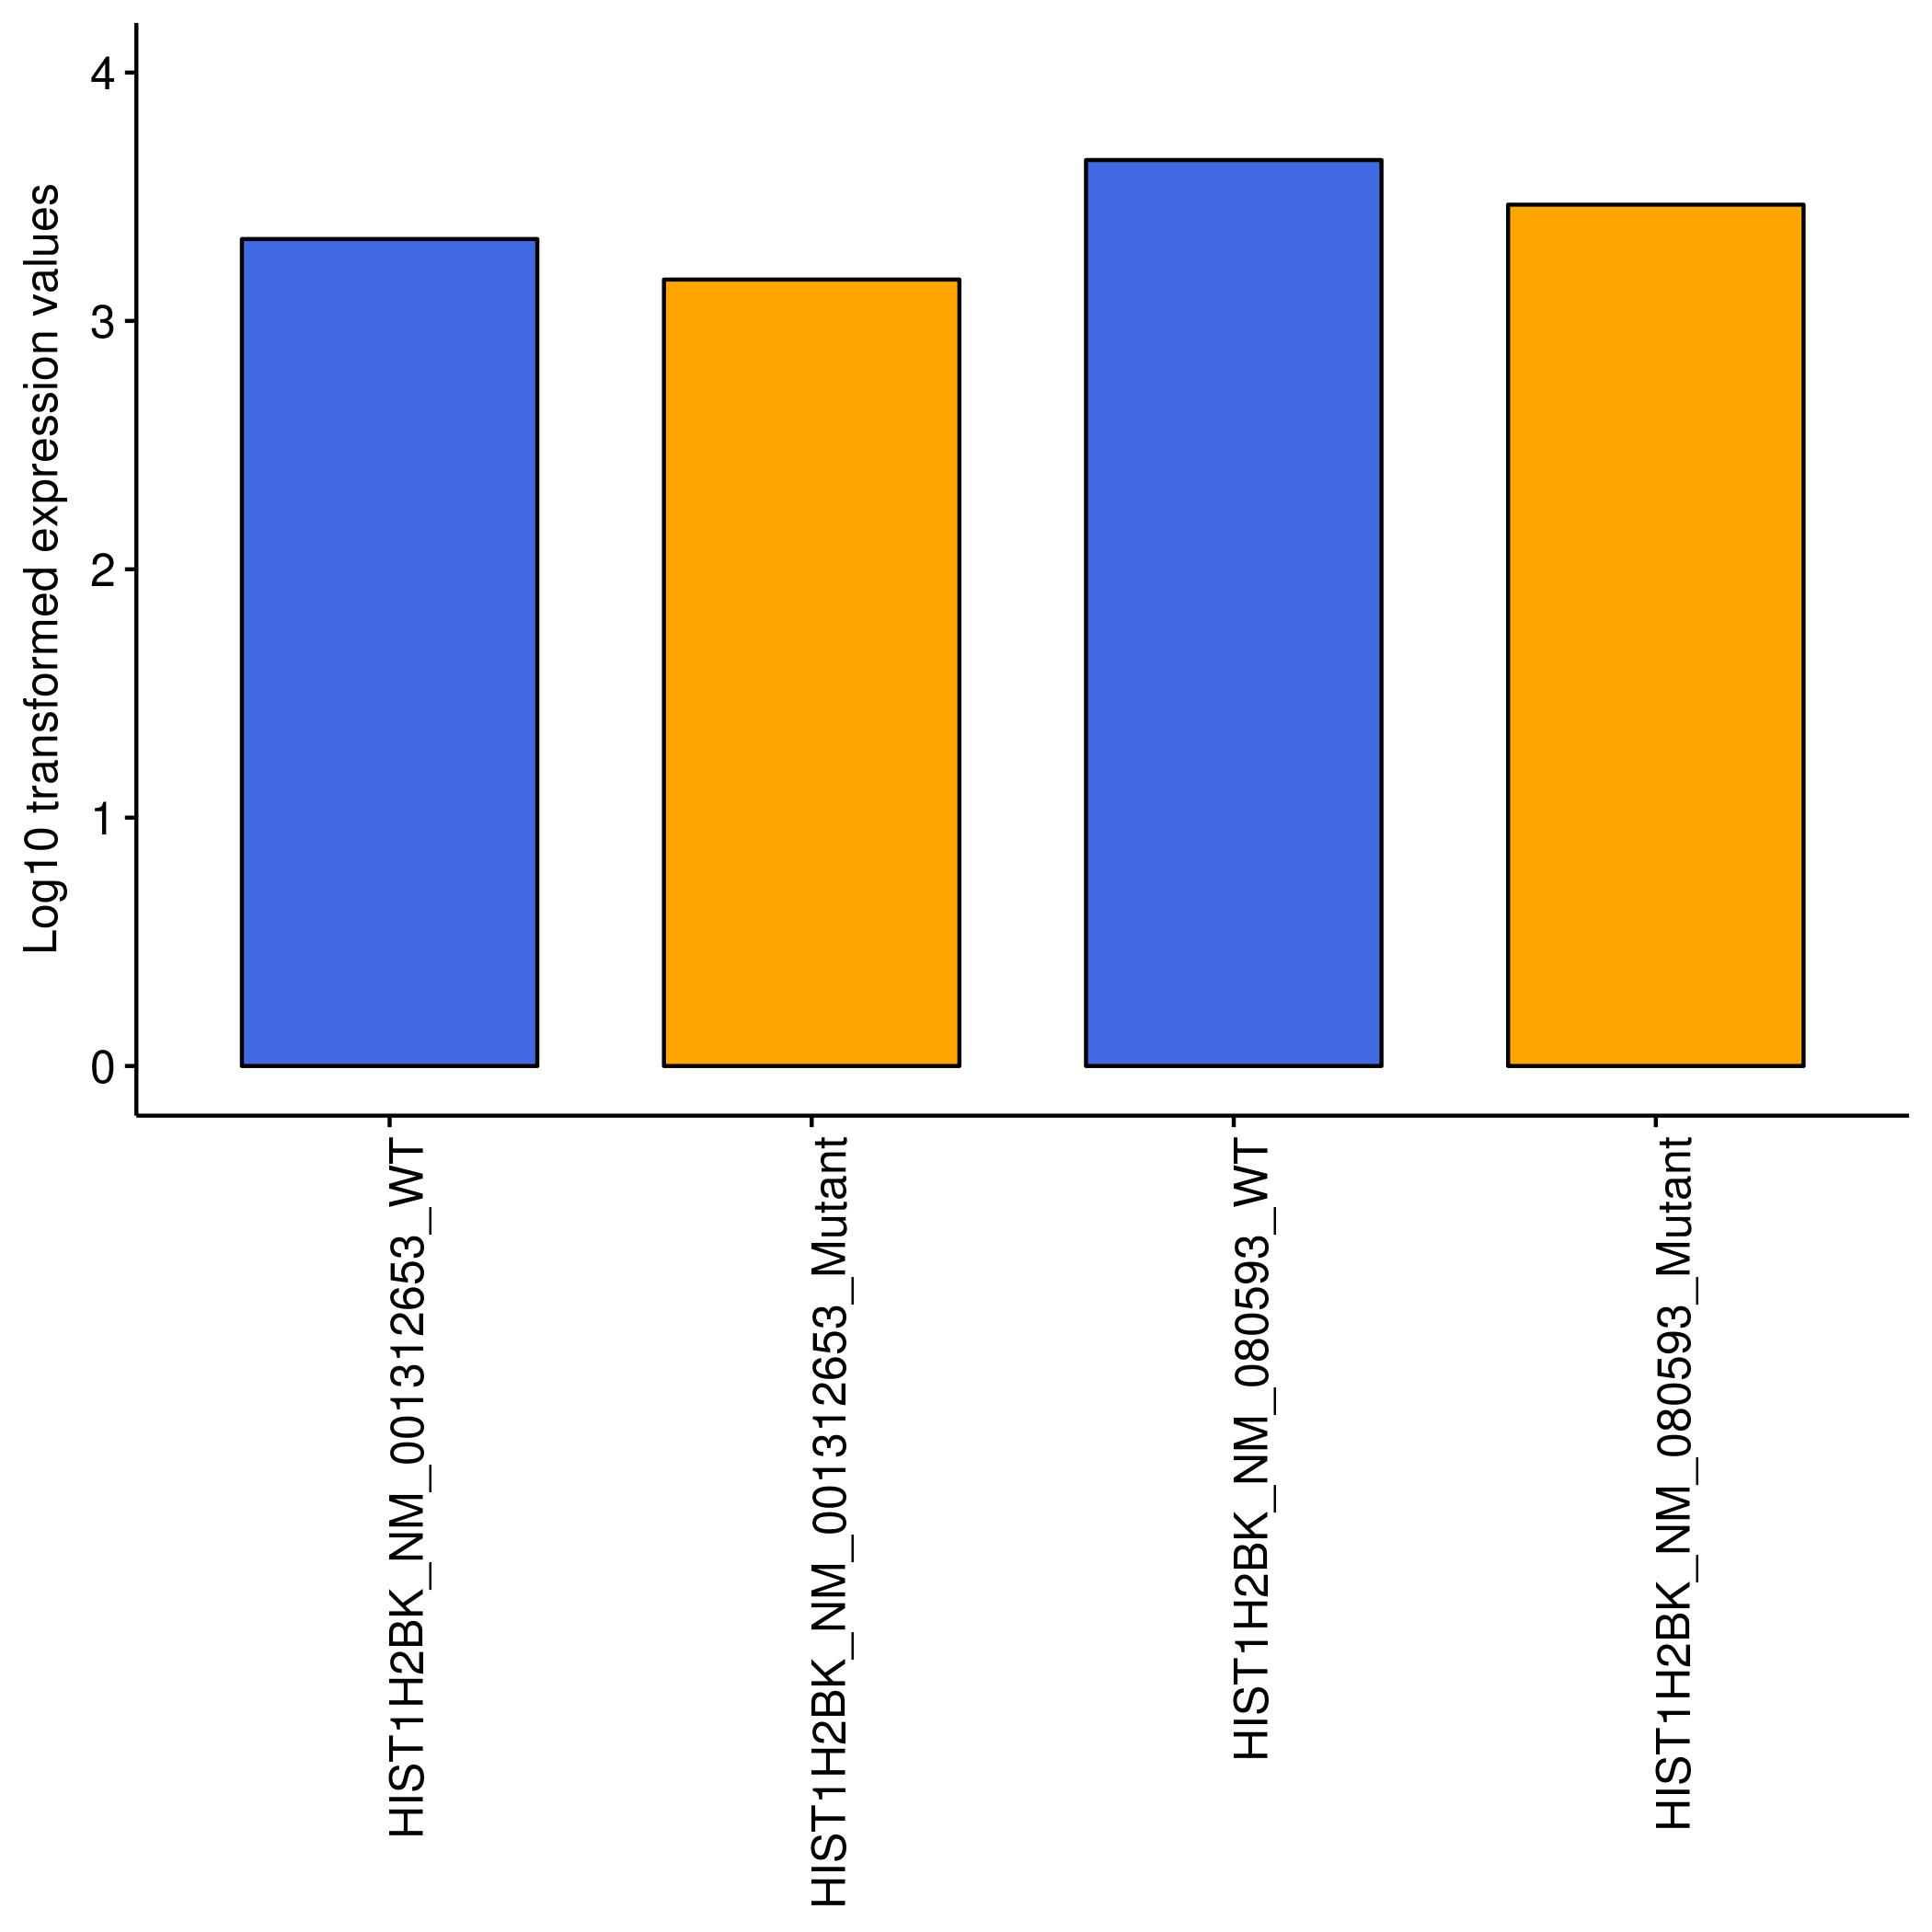 Log10 transformed expression values
4
3
2
1
0
HIST1H2BK_NM_001312653_WT
HIST1H2BK_NM_001312653_Mutant
HIST1H2BK_NM_080593_WT
HIST1H2BK_NM_080593_Mutant